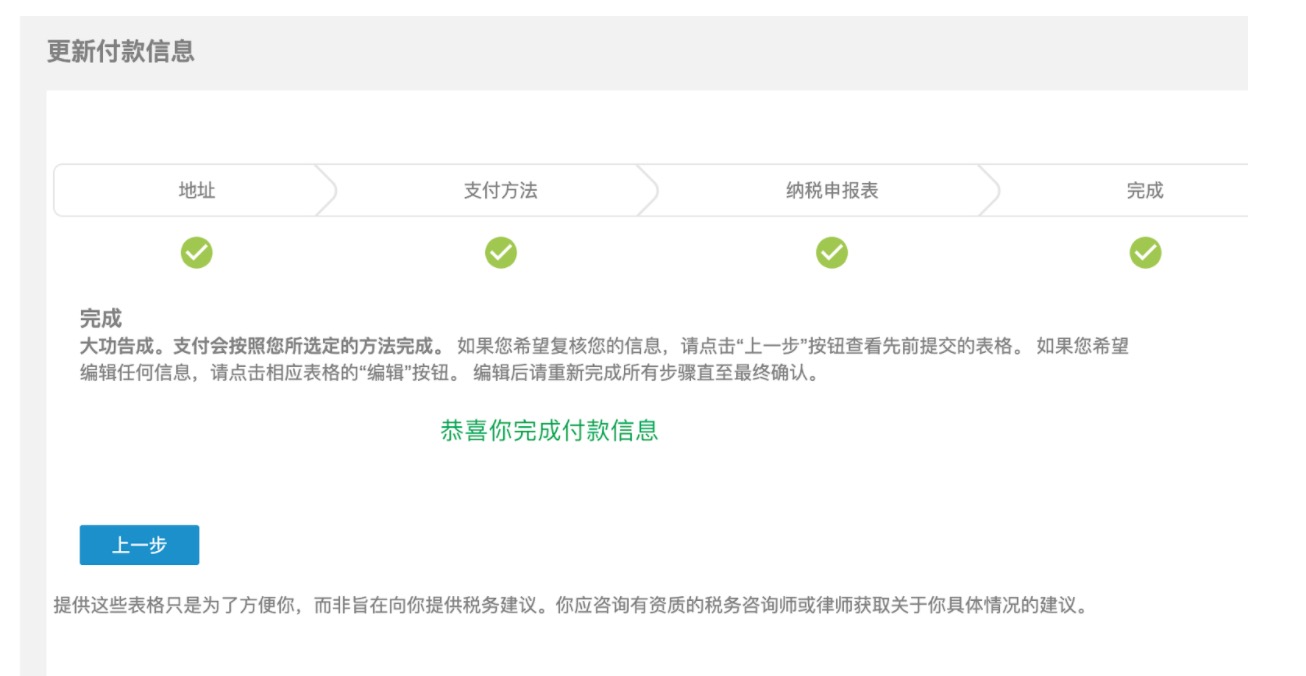 更新付款信息
地址
支付方法
纳税申报表
完成
完成
大功告成。支付会按照您所选定的方法完成。 如果您希望复核您的信息，请点击“上一步”按钮查看先前提交的表格。 如果您希望
编辑任何信息，请点击相应表格的“编辑”按钮。 编辑后请重新完成所有步骤直至最终确认。
恭喜你完成付款信息
上一步
提供这些表格只是为了方便你，而非旨在向你提供税务建议。你应咨询有资质的税务咨询师或律师获取关于你具体情况的建议。